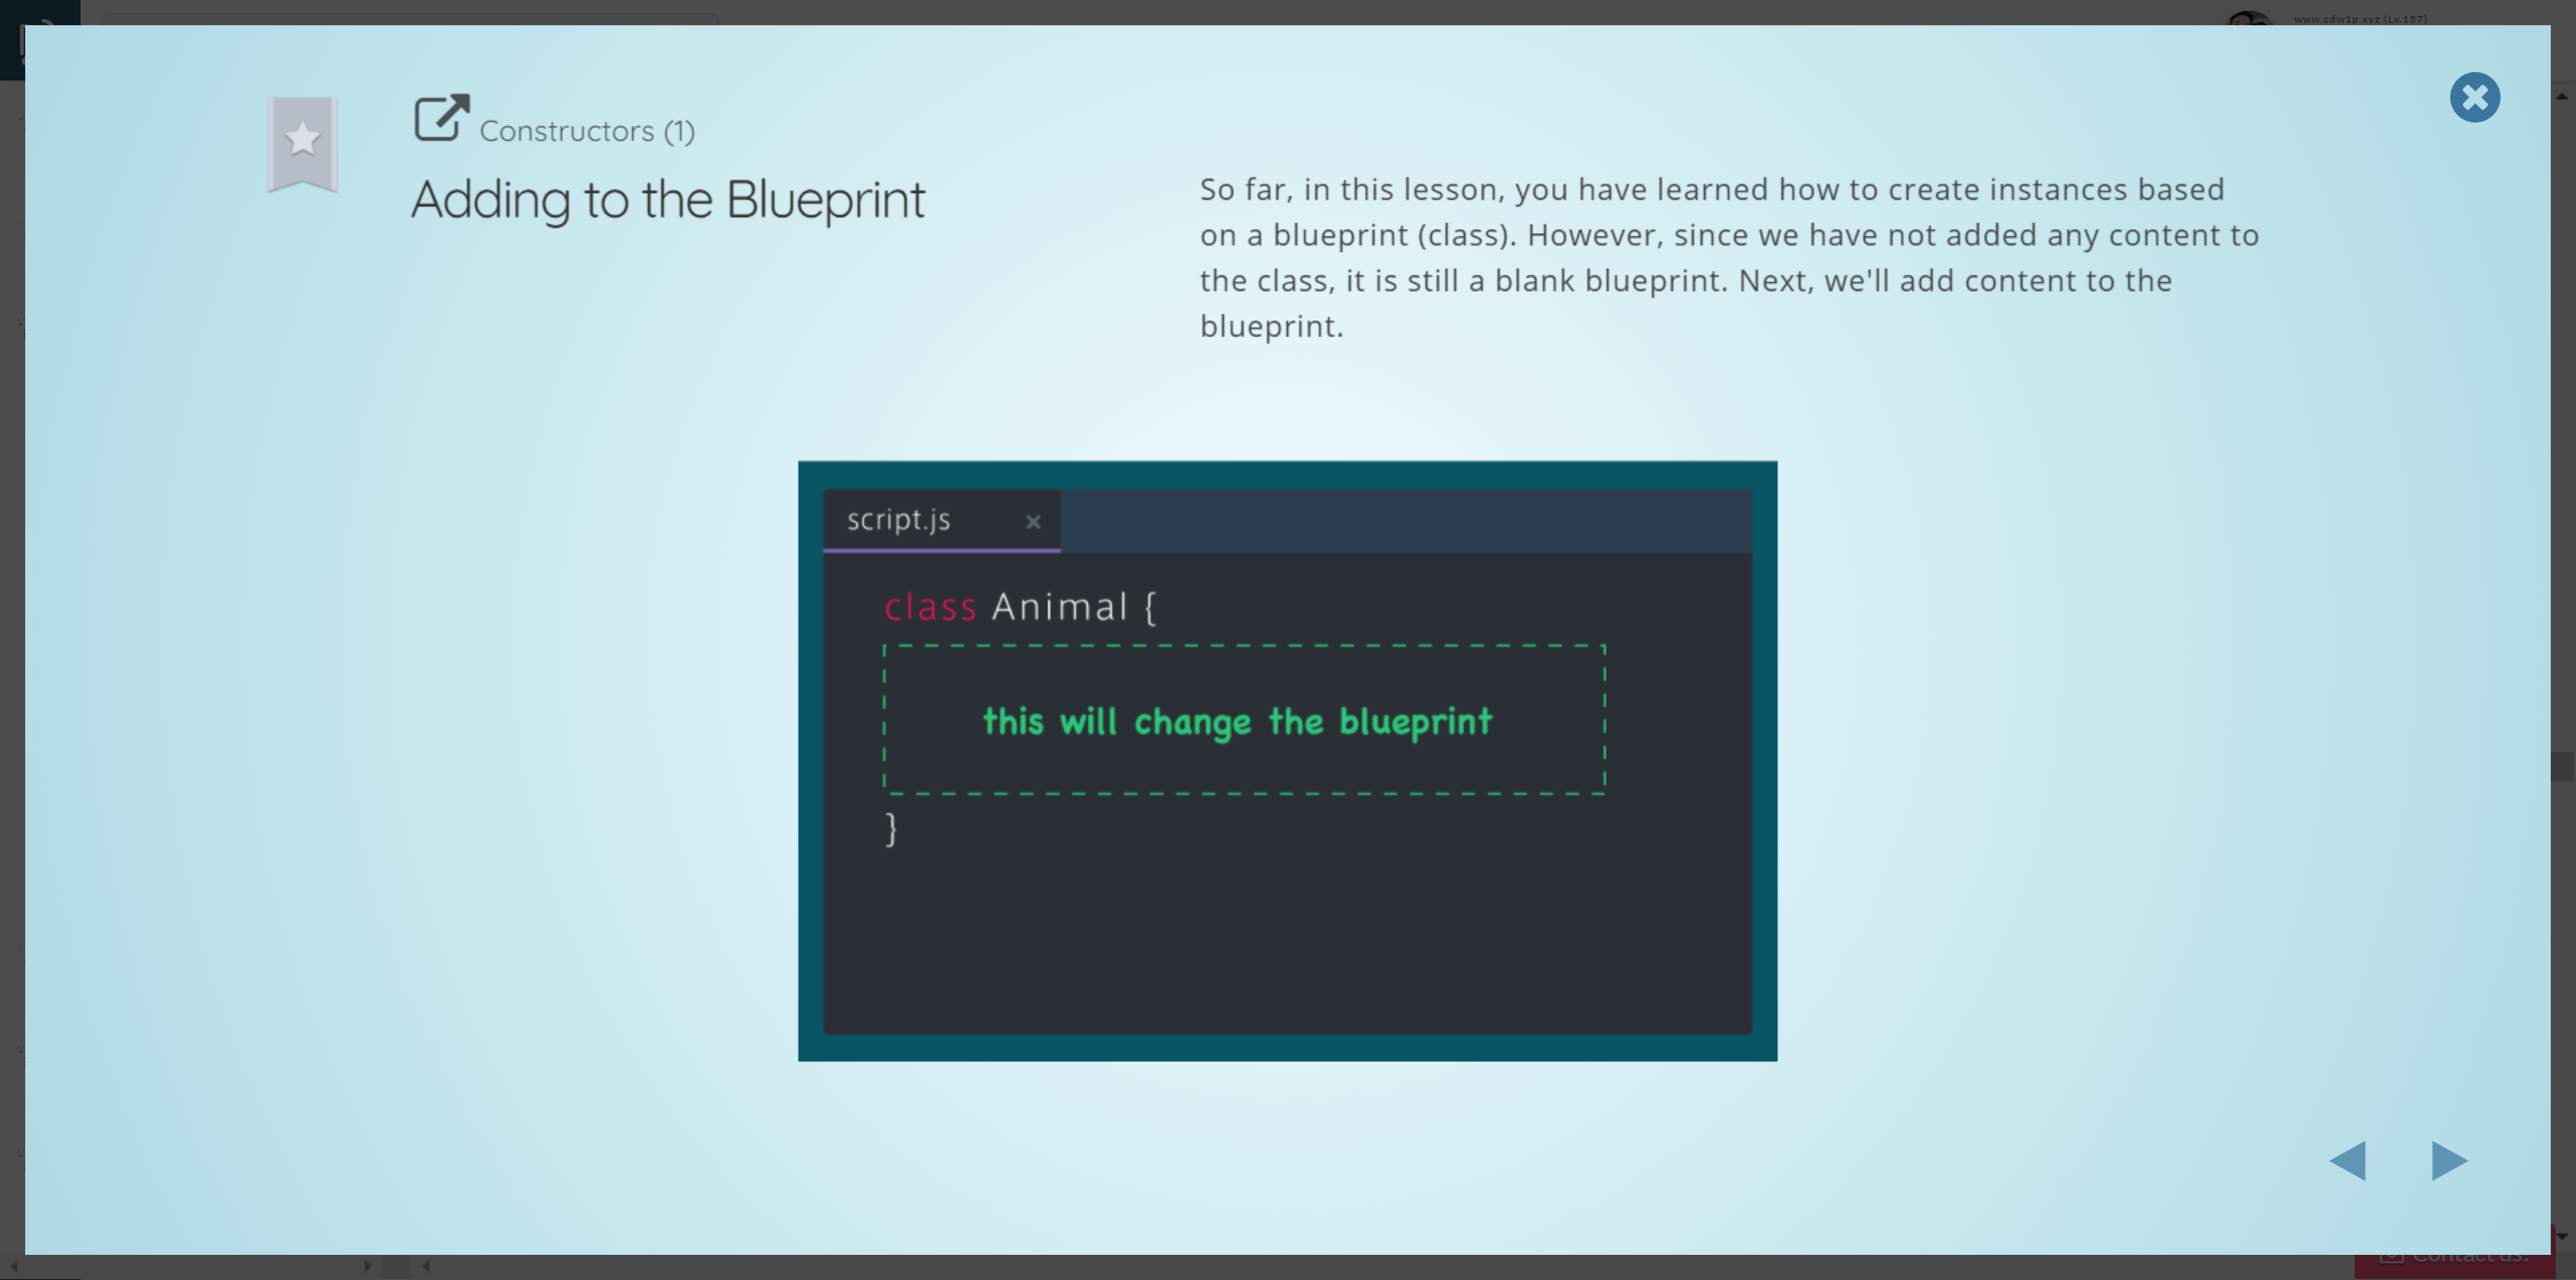 www.cdw1p.xyz (Lv.187)
Constructors (1)
Adding to the Blueprint
So far, in this lesson, you have learned how to create instances based
on a blueprint (class). However, since we have not added any content to
the class, it is still a blank blueprint. Next, we'll add content to the
blueprint.
script.js
class Animal {
this will change the blueprint
}
Contact us!